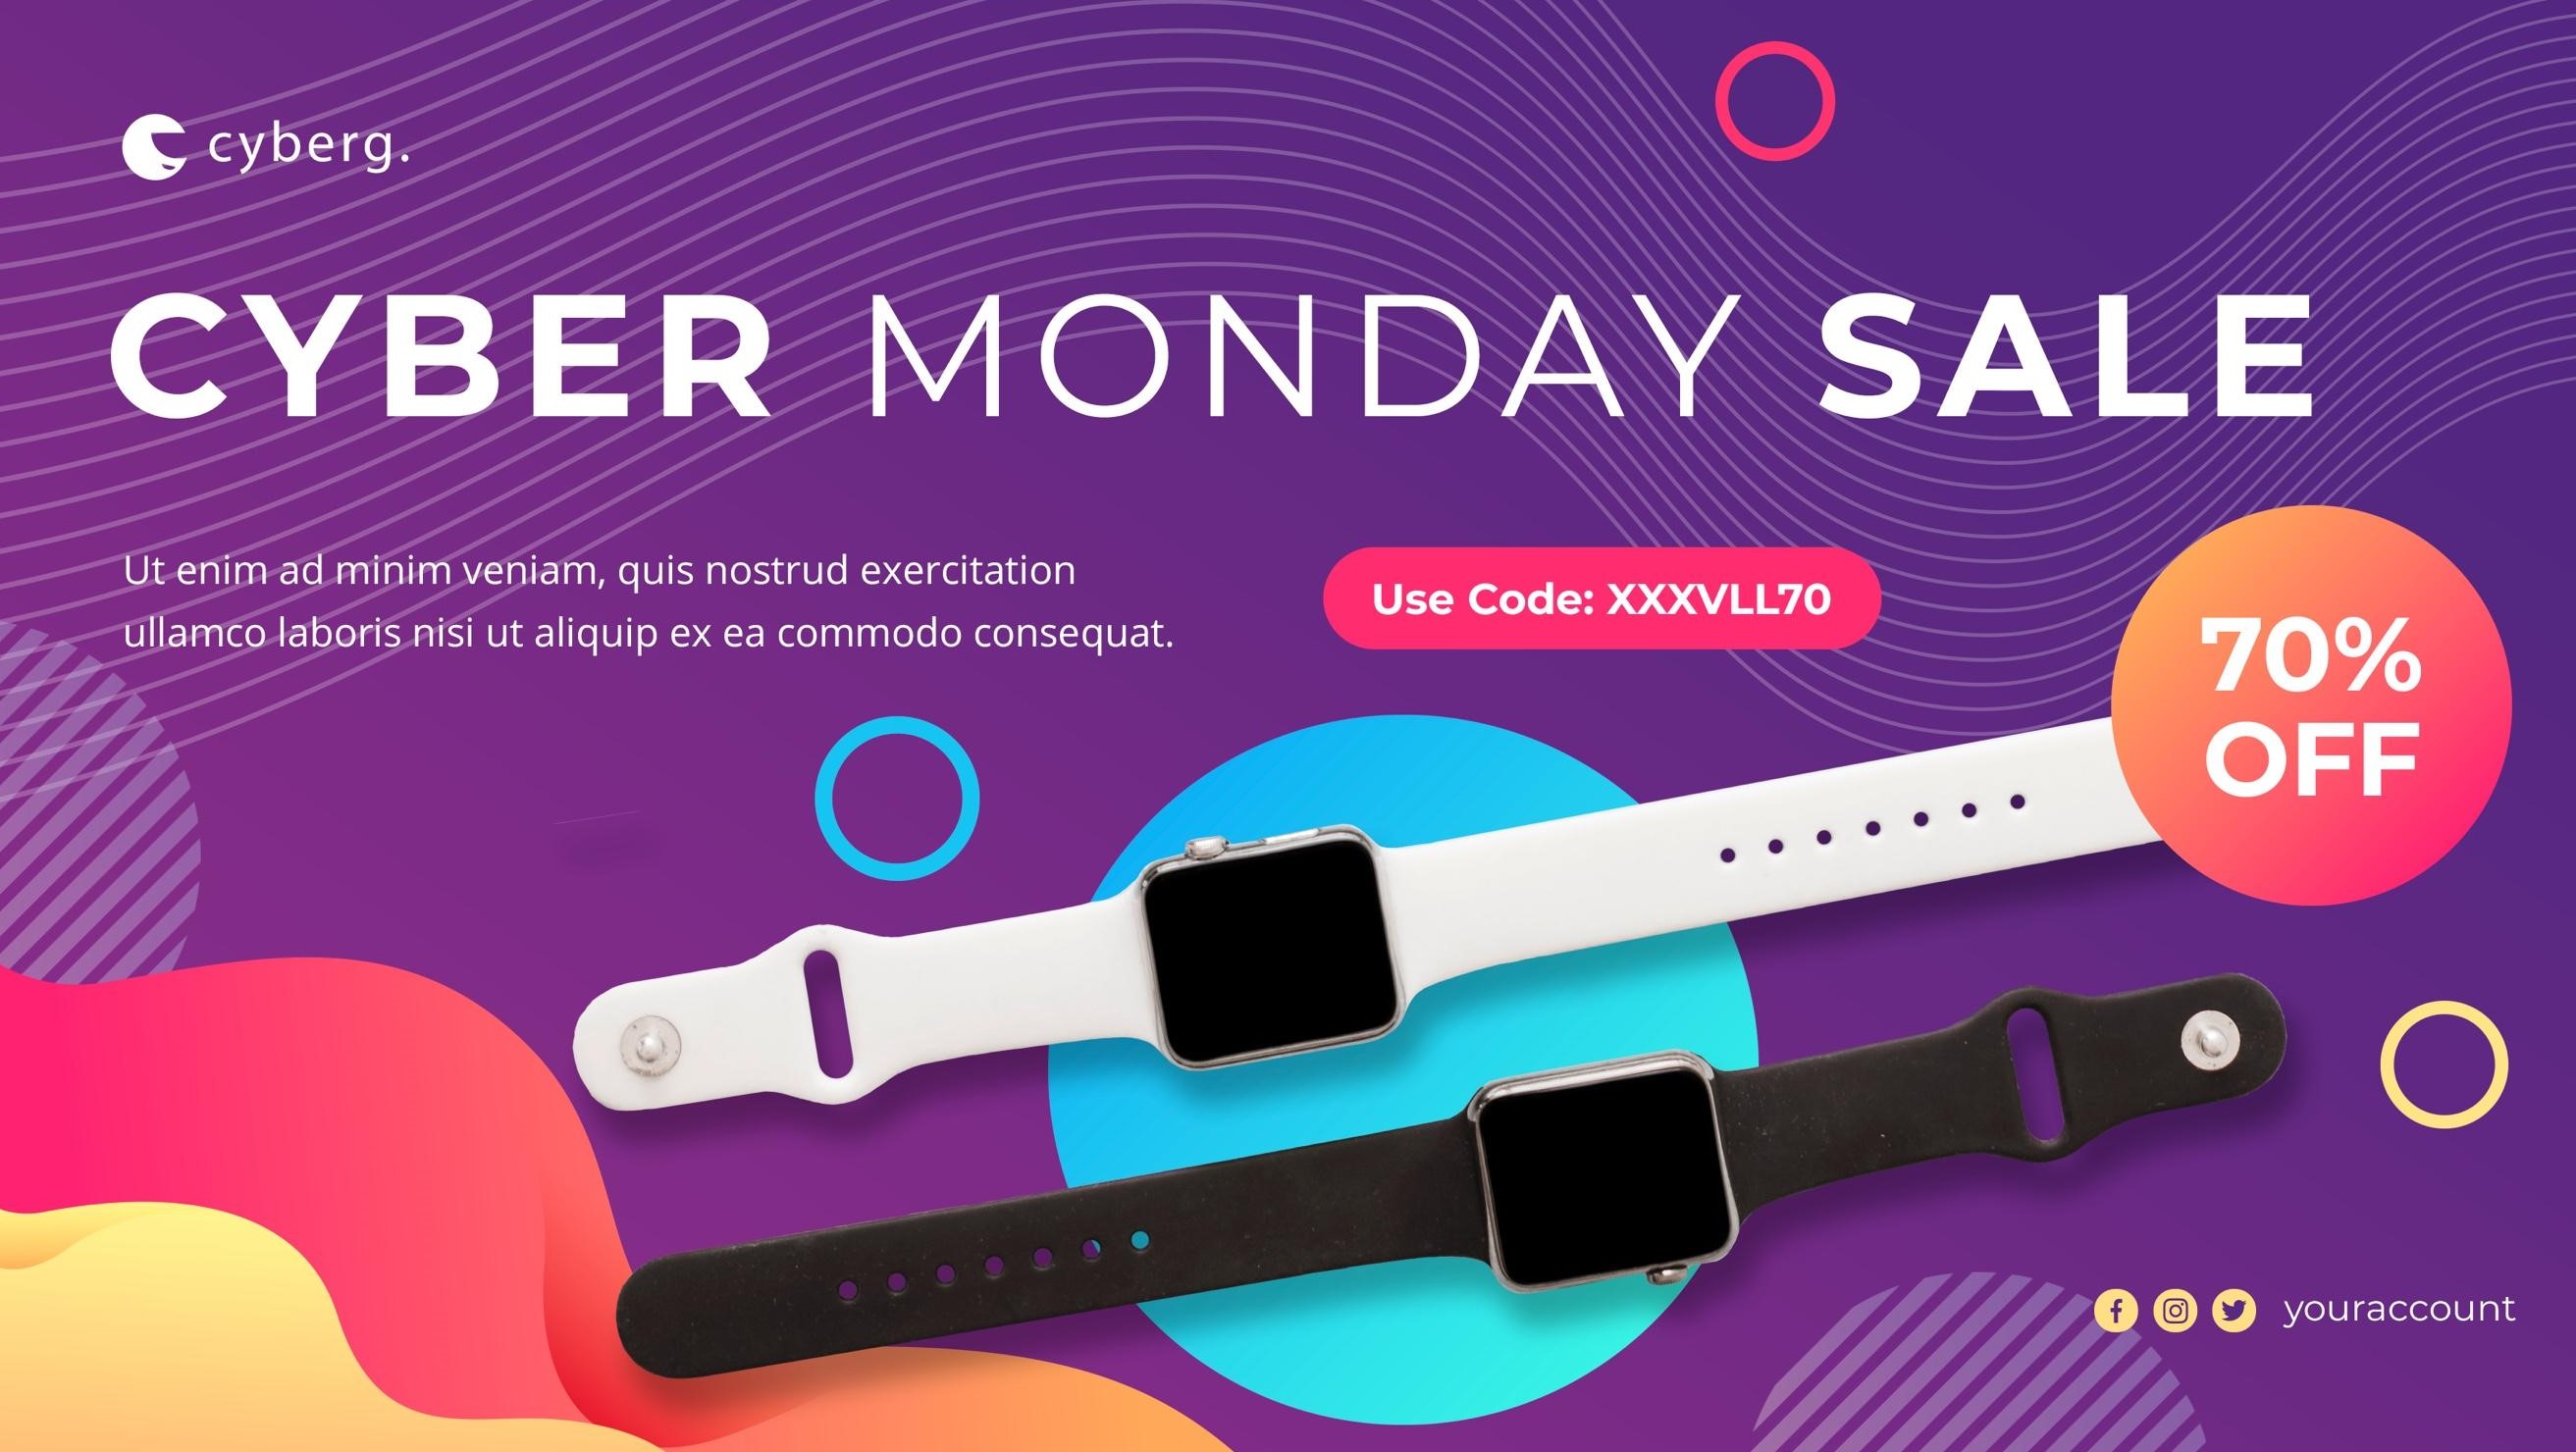 cyberg.
CYBER MONDAY SALE
Ut enim ad minim veniam, quis nostrud exercitation
ullamco laboris nisi ut aliquip ex ea commodo consequat.
Use Code: XXXVLL70
70%
OFF
youraccount